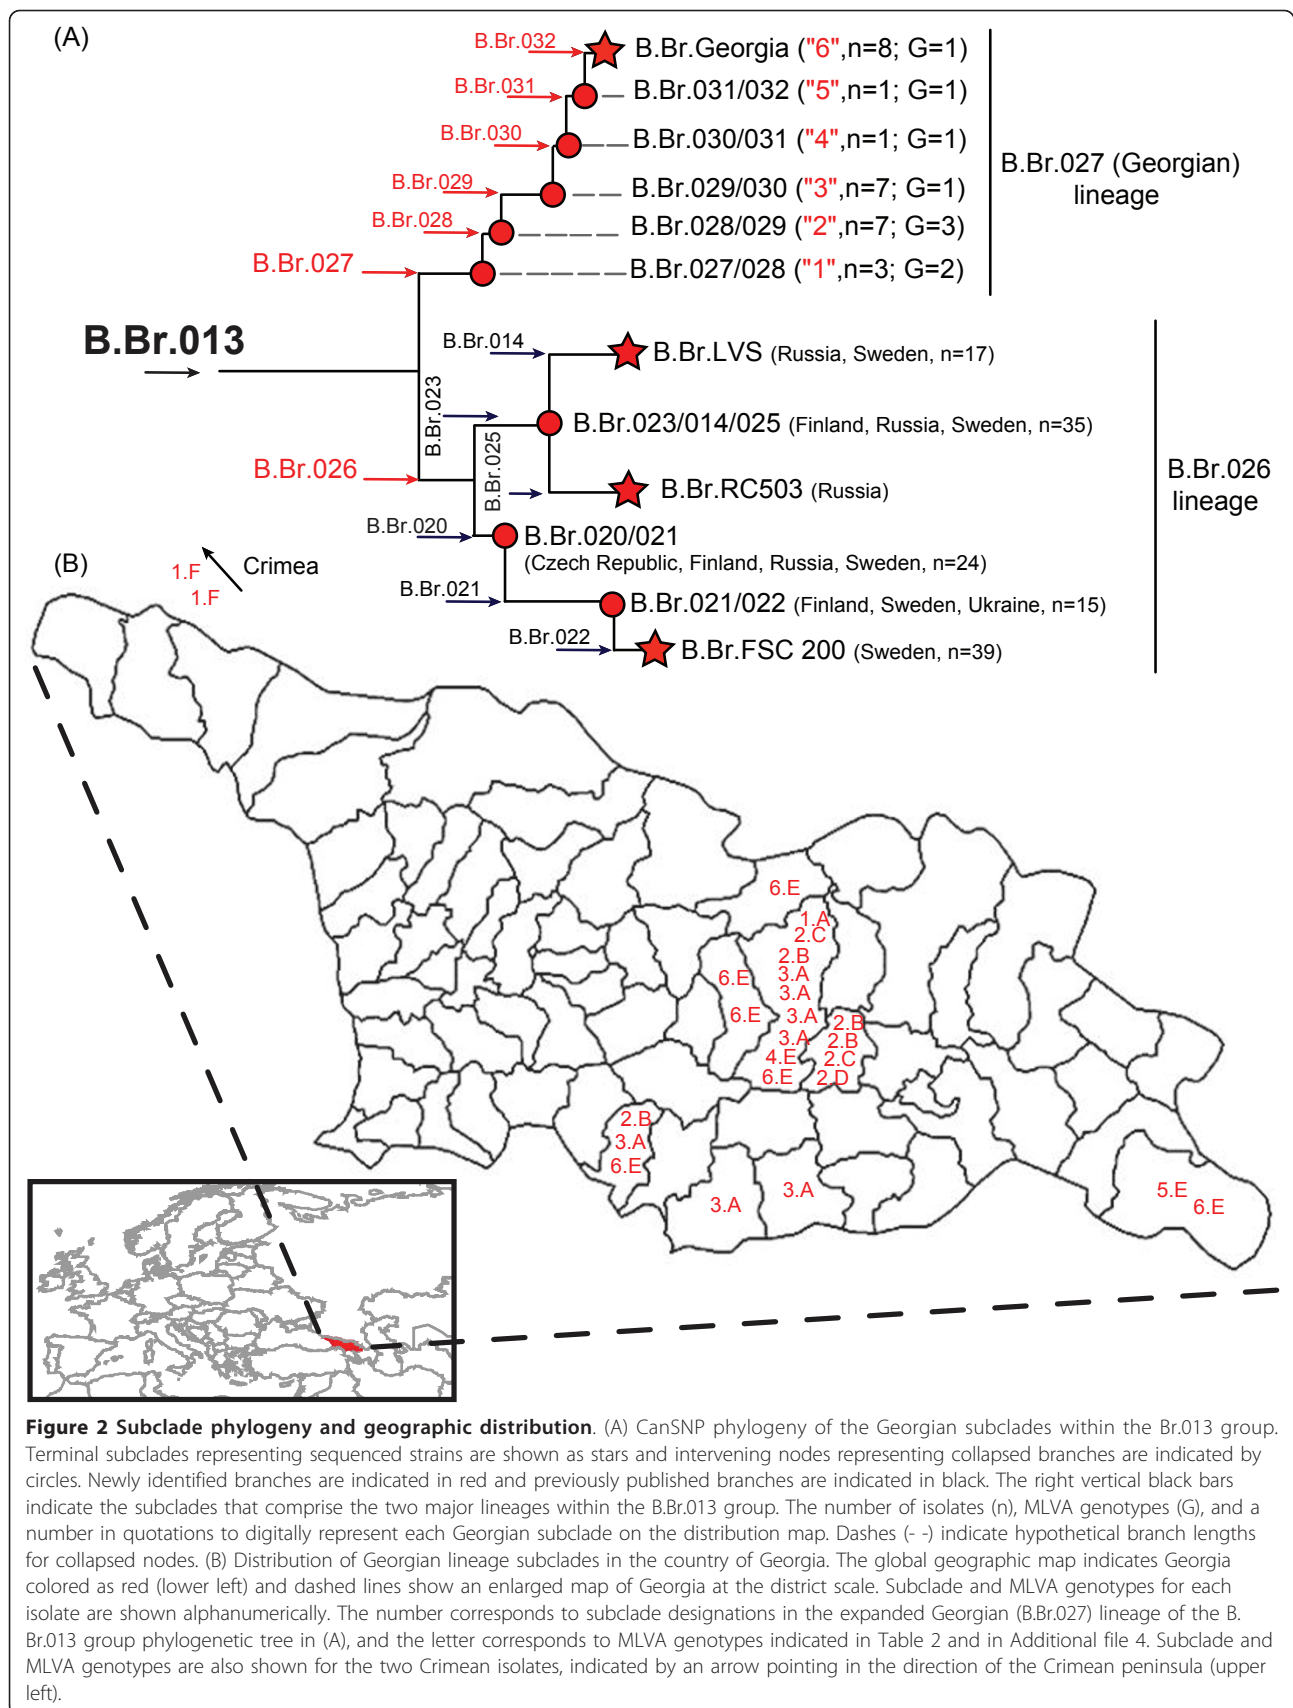 (A)
B.Br.032
B.Br.Georgia ("6",n=8; G=1)
B.Br.031
B.Br.031/032 ("5",n=1; G=1)
B.Br.030
B.Br.030/031 ("4",n=1; G=1)
B.Br.029
B.Br.029/030 ("3",n=7; G=1)
B.Br.028
B.Br.028/029 ("2",n=7; G=3)
B.Br.027
B.Br.027/028 ("1",n=3; G=2)
B.Br.027 (Georgian)
lineage
B.Br.013
B.Br.014
B.Br.LVS (Russia, Sweden, n=17)
B.Br.023
B.Br.023/014/025 (Finland, Russia, Sweden, n=35)
B.Br.025
B.Br.RC503 (Russia)
B.Br.026
B.Br.026
lineage
B.Br.020
B.Br.020/021
(Czech Republic, Finland, Russia, Sweden, n=24)
B.Br.021
B.Br.021/022 (Finland, Sweden, Ukraine, n=15)
B.Br.022
B.Br.FSC 200 (Sweden, n=39)
(B)
1.F
1.F
Crimea
6.E
1.A
2.C
2.B
3.A
3.A
3.A
3.A
4.E
6.E
6.E
6.E
2.B
2.B
2.C
2.D
2.B
3.A
6.E
3.A
3.A
5.E
6.E
Figure 2 Subclade phylogeny and geographic distribution. (A) CanSNP phylogeny of the Georgian subclades within the Br.013 group.
Terminal subclades representing sequenced strains are shown as stars and intervening nodes representing collapsed branches are indicated by
circles. Newly identified branches are indicated in red and previously published branches are indicated in black. The right vertical black bars
indicate the subclades that comprise the two major lineages within the B.Br.013 group. The number of isolates (n), MLVA genotypes (G), and a
number in quotations to digitally represent each Georgian subclade on the distribution map. Dashes (- -) indicate hypothetical branch lengths
for collapsed nodes. (B) Distribution of Georgian lineage subclades in the country of Georgia. The global geographic map indicates Georgia
colored as red (lower left) and dashed lines show an enlarged map of Georgia at the district scale. Subclade and MLVA genotypes for each
isolate are shown alphanumerically. The number corresponds to subclade designations in the expanded Georgian (B.Br.027) lineage of the B.
Br.013 group phylogenetic tree in (A), and the letter corresponds to MLVA genotypes indicated in Table 2 and in Additional file 4. Subclade and
MLVA genotypes are also shown for the two Crimean isolates, indicated by an arrow pointing in the direction of the Crimean peninsula (upper
left).